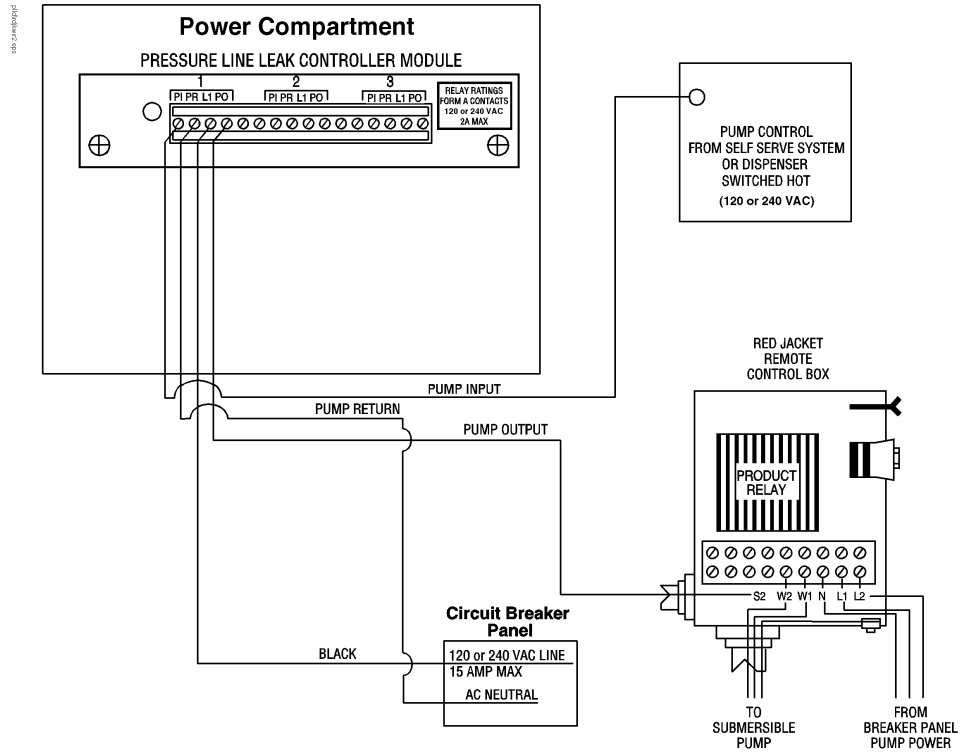 Power Compartment
PRESSURE LINE LEAK CONTROLLER MODULE
1 2 3
PI PR L1 PO PI PR L1 PO PI PR L1 PO
RELAY RATINGS
FORM A CONTACTS
120 or 240 VAC
2A MAX
PUMP CONTROL
FROM SELF SERVE SYSTEM
OR DISPENSER
SWITCHED HOT
(120 or 240 VAC)
RED JACKET
REMOTE
CONTROL BOX
PUMP INPUT
PUMP RETURN
PUMP OUTPUT
PRODUCT
RELAY
S2 W2 W1 N L1 L2
Circuit Breaker
Panel
BLACK
120 or 240 VAC LINE
15 AMP MAX
AC NEUTRAL
TO
SUBMERSIBLE
PUMP
FROM
BREAKER PANEL
PUMP POWER